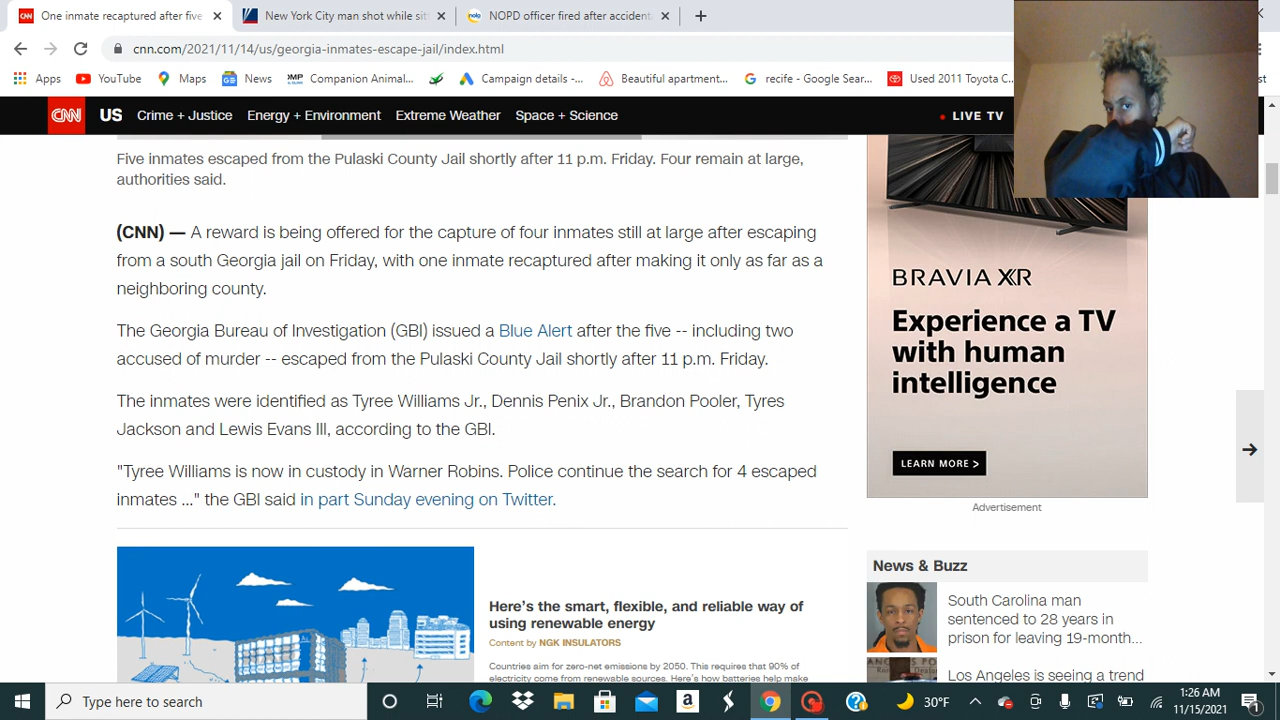 One inmate recaptured after five
New York City man shot while sitt
NOPD officer fired after accident
cnn.com/2021/11/14/us/georgia-inmates-escape-jail/index.html
Apps
YouTube
Maps
News
XMP
Companion Animal...
Campaign details -...
Beautiful apartment...
recife - Google Sear...
Used 2011 Toyota C...
st
CNN
US
Crime + Justice
Energy + Environment
Extreme Weather
Space + Science
LIVE TV
Five inmates escaped from the Pulaski County Jail shortly after 11 p.m. Friday. Four remain at large,
authorities said.
(CNN) — A reward is being offered for the capture of four inmates still at large after escaping
from a south Georgia jail on Friday, with one inmate recaptured after making it only as far as a
neighboring county.
The Georgia Bureau of Investigation (GBI) issued a Blue Alert after the five -- including two
accused of murder -- escaped from the Pulaski County Jail shortly after 11 p.m. Friday.
The inmates were identified as Tyree Williams Jr., Dennis Penix Jr., Brandon Pooler, Tyres
Jackson and Lewis Evans III, according to the GBI.
"Tyree Williams is now in custody in Warner Robins. Police continue the search for 4 escaped
inmates ..." the GBI said in part Sunday evening on Twitter.
BRAVIA XR
Experience a TV
with human
intelligence
LEARN MORE >
Advertisement
News & Buzz
South Carolina man
sentenced to 28 years in
prison for leaving 19-month...
Los Angeles is seeing a trend
Here's the smart, flexible, and reliable way of
using renewable energy
Content by NGK INSULATORS
Countries aim for zero-net emissions by 2050. This requires that 90% of
electricity come from renewable sources. Here's how batteries help make
Type here to search
30°F
1:26 AM
11/15/2021